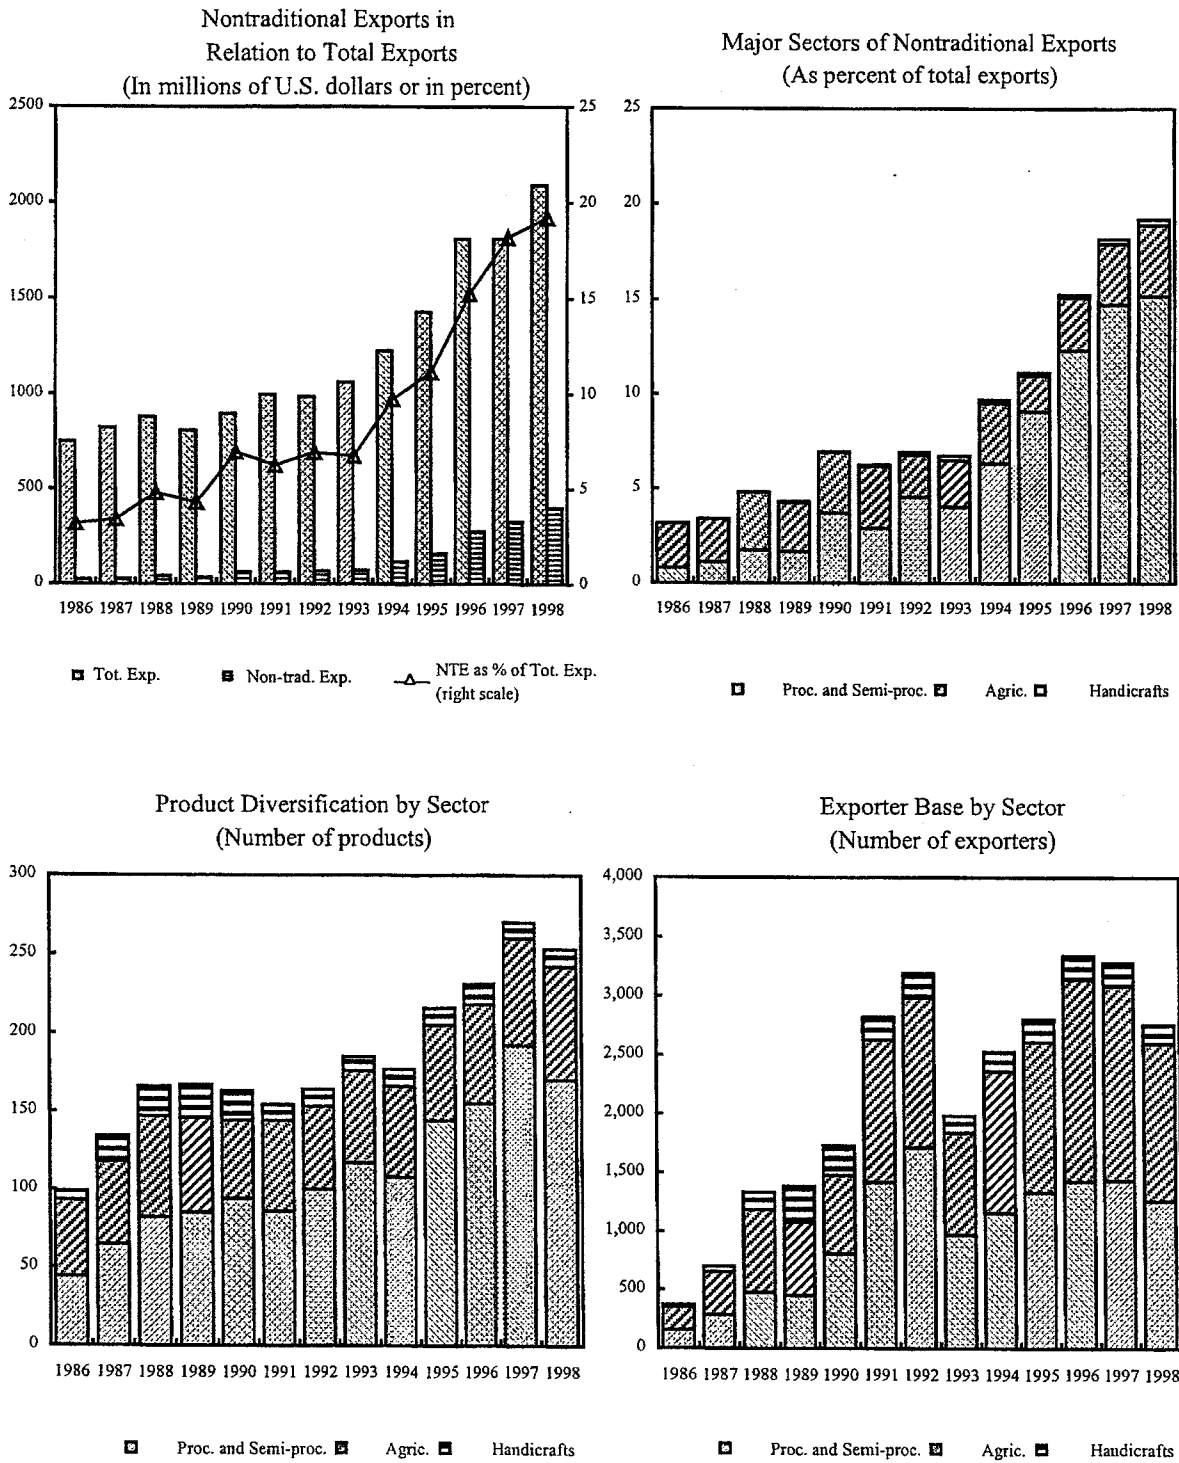 Nontraditional Exports in
Relation to Total Exports
(In millions of U.S. dollars or in percent)
2500
2000
1500
1000
500
0
25
20
15
10
5
0
1986 1987 1988 1989 1990 1991 1992 1993 1994 1995 1996 1997 1998
Tot. Exp. Non-trad. Exp. NTE as % of Tot. Exp.
(right scale)
Major Sectors of Nontraditional Exports
(As percent of total exports)
25
20
15
10
5
0
1986 1987 1988 1989 1990 1991 1992 1993 1994 1995 1996 1997 1998
Proc. and Semi-proc. Agric. Handicrafts
Product Diversification by Sector
(Number of products)
300
250
200
150
100
50
0
1986 1987 1988 1989 1990 1991 1992 1993 1994 1995 1996 1997 1998
Proc. and Semi-proc. Agric. Handicrafts
Exporter Base by Sector
(Number of exporters)
4,000
3,500
3,000
2,500
2,000
1,500
1,000
500
0
1986 1987 1988 1989 1990 1991 1992 1993 1994 1995 1996 1997 1998
Proc. and Semi-proc. Agric. Handicrafts